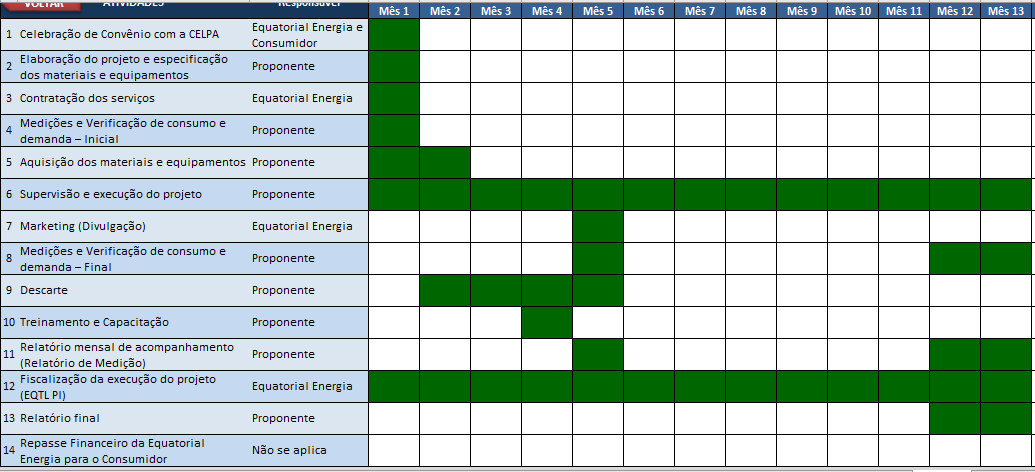 VOLTAR ATIVIDADES Responsável Mês 1 Mês 2 Mês 3 Mês 4 Mês 5 Mês 6 Mês 7 Mês 8 Mês 9 Mês 10 Mês 11 Mês 12 Mês 13
1 Celebração de Convênio com a CELPA Equatorial Energia e
Consumidor
2 Elaboração do projeto e especificação
dos materiais e equipamentos Proponente
3 Contratação dos serviços Equatorial Energia
4 Medições e Verificação de consumo e
demanda – Inicial Proponente
5 Aquisição dos materiais e equipamentos Proponente
6 Supervisão e execução do projeto Proponente
7 Marketing (Divulgação) Equatorial Energia
8 Medições e Verificação de consumo e
demanda – Final Proponente
9 Descarte Proponente
10 Treinamento e Capacitação Proponente
11 Relatório mensal de acompanhamento
(Relatório de Medição) Proponente
12 Fiscalização da execução do projeto
(EQTL PI) Equatorial Energia
13 Relatório final Proponente
14 Repasse Financeiro da Equatorial
Energia para o Consumidor Não se aplica